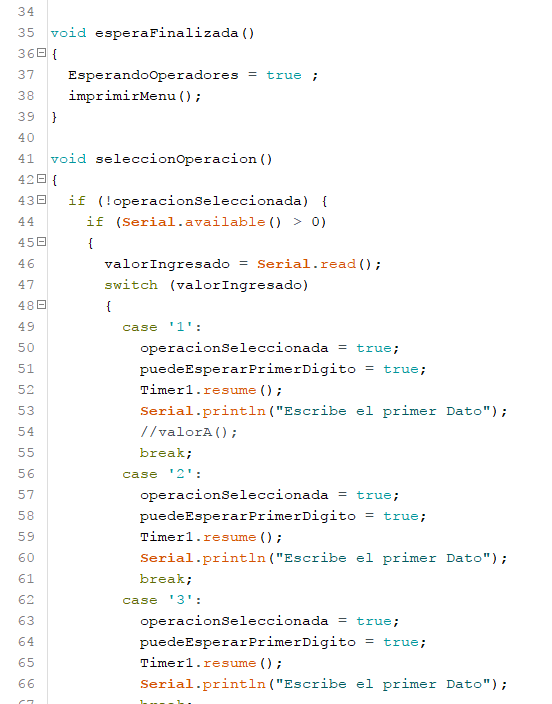 34
35 void esperaFinalizada()
36 {
37 EsperandoOperadores = true ;
38 imprimirMenu();
39 }
40
41 void seleccionOperacion()
42 {
43 if (!operacionSeleccionada) {
44 if (Serial.available() > 0)
45 {
46 valorIngresado = Serial.read();
47 switch (valorIngresado)
48 {
49 case '1':
50 operacionSeleccionada = true;
51 puedeEsperarPrimerDigito = true;
52 Timer1.resume();
53 Serial.println("Escribe el primer Dato");
54 //valorA();
55 break;
56 case '2':
57 operacionSeleccionada = true;
58 puedeEsperarPrimerDigito = true;
59 Timer1.resume();
60 Serial.println("Escribe el primer Dato");
61 break;
62 case '3':
63 operacionSeleccionada = true;
64 puedeEsperarPrimerDigito = true;
65 Timer1.resume();
66 Serial.println("Escribe el primer Dato");